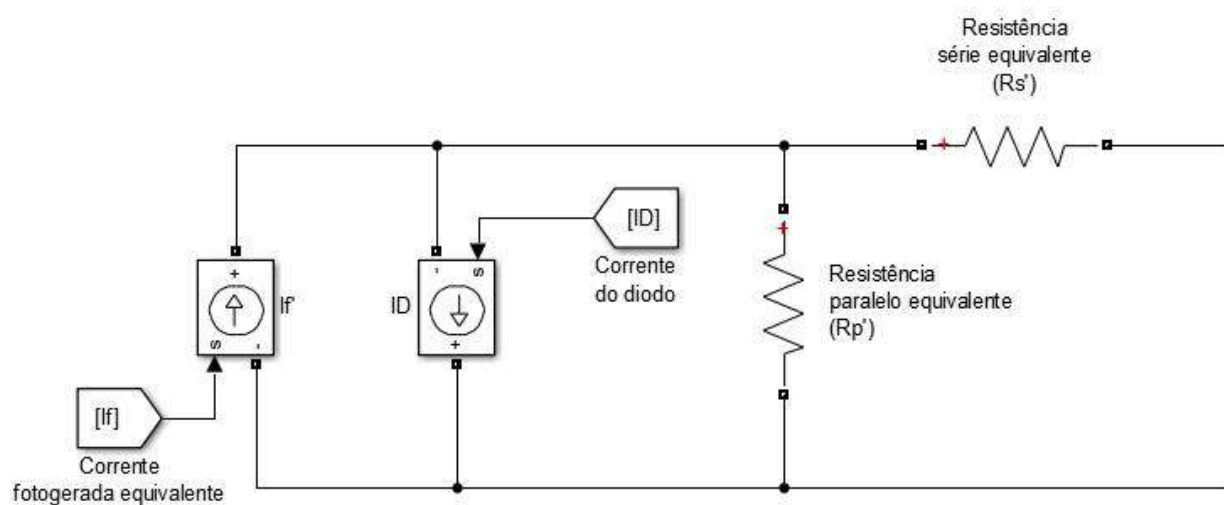 Resistência
série equivalente
(Rs')
+
[ID]
Corrente
do diodo
+
- s
+
If'
s -
ID
+
Resistência
paralelo equivalente
(Rp')
[If]
Corrente
fotogerada equivalente